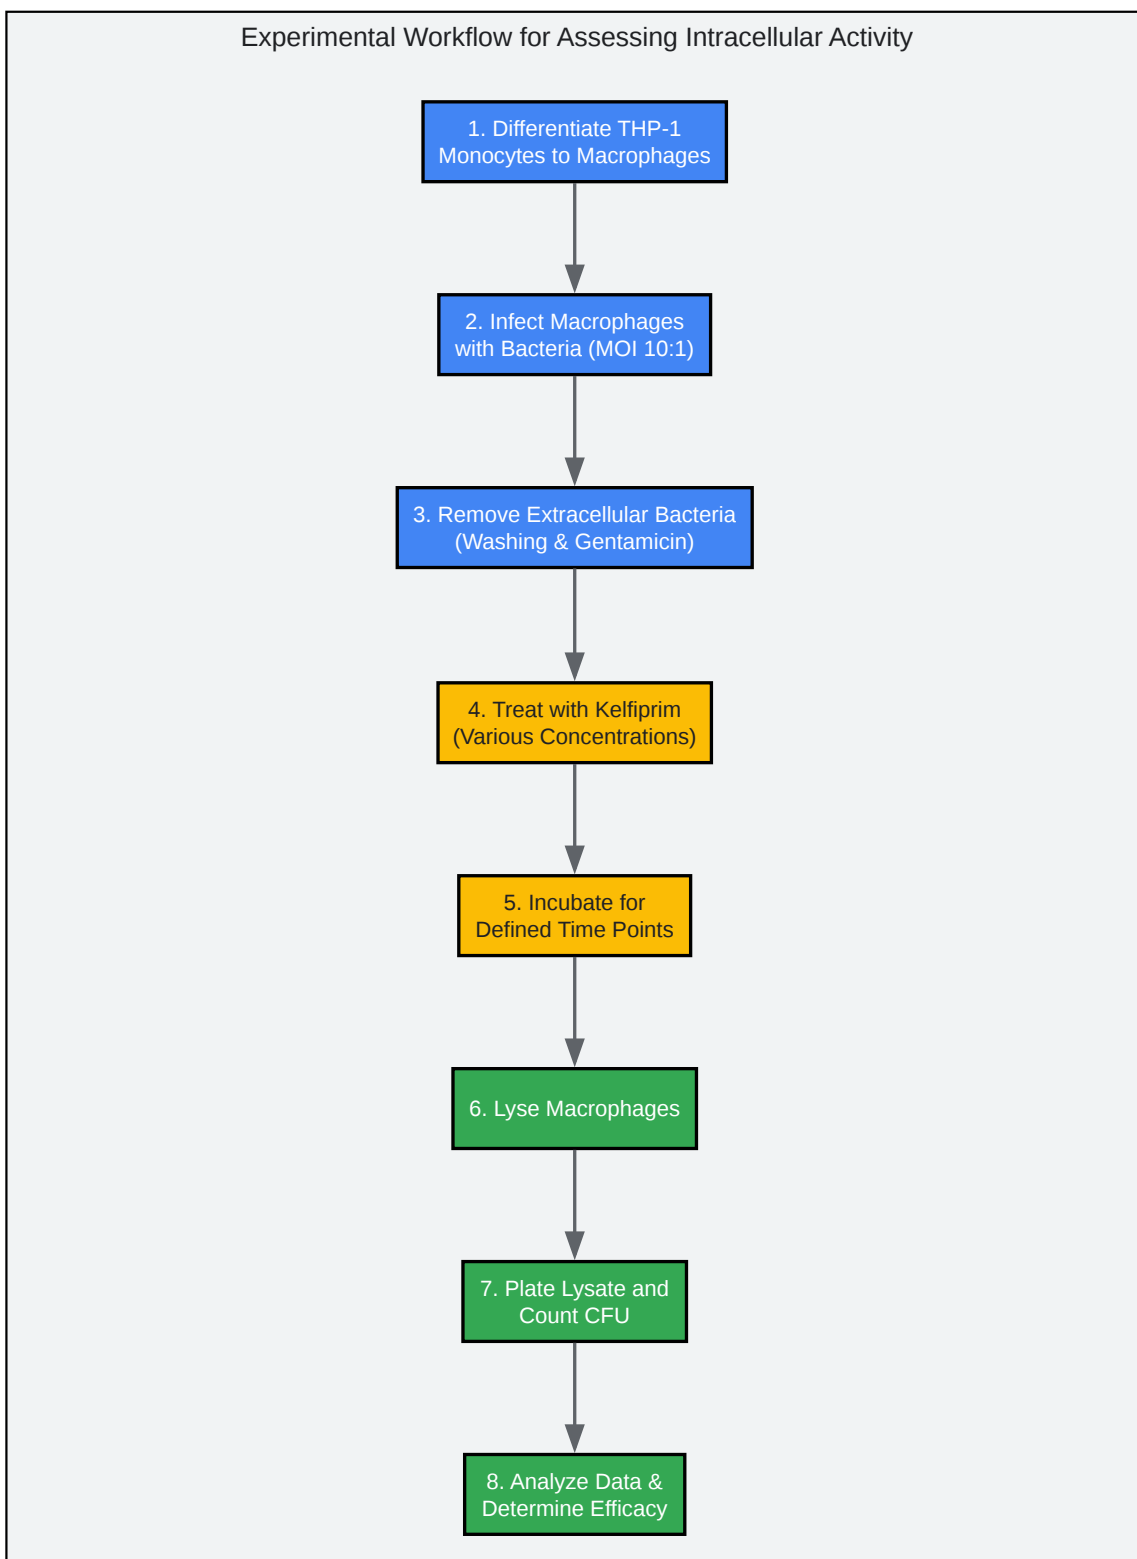 Experimental Workflow for Assessing Intracellular Activity
1. Differentiate THP-1
Monocytes to Macrophages
2. Infect Macrophages
with Bacteria (MOI 10:1)
3. Remove Extracellular Bacteria
(Washing & Gentamicin)
4. Treat with Kelfiprim
(Various Concentrations)
5. Incubate for
Defined Time Points
6. Lyse Macrophages
7. Plate Lysate and
Count CFU
8. Analyze Data &
Determine Efficacy